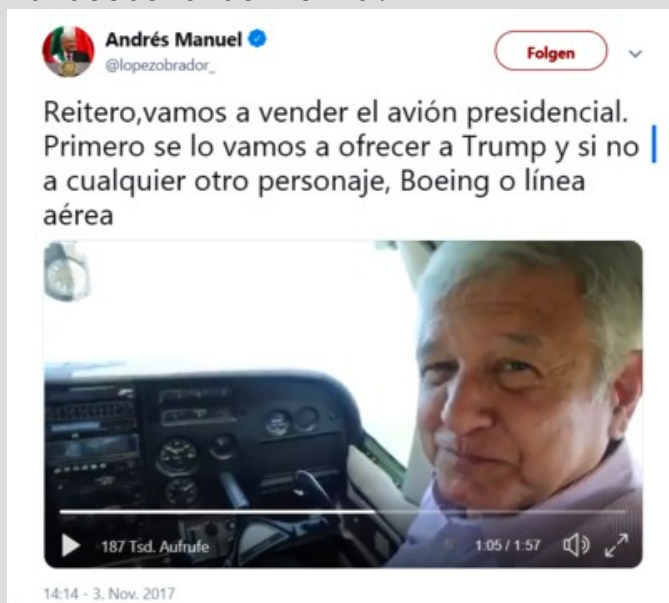 Andrés Manuel
@lopezobrador_
Folgen
Reitero,vamos a vender el avión presidencial.
Primero se lo vamos a ofrecer a Trump y si no
a cualquier otro personaje, Boeing o línea
aérea
187 Tsd. Aufrufe
1:05 / 1:57
14:14 - 3. Nov. 2017